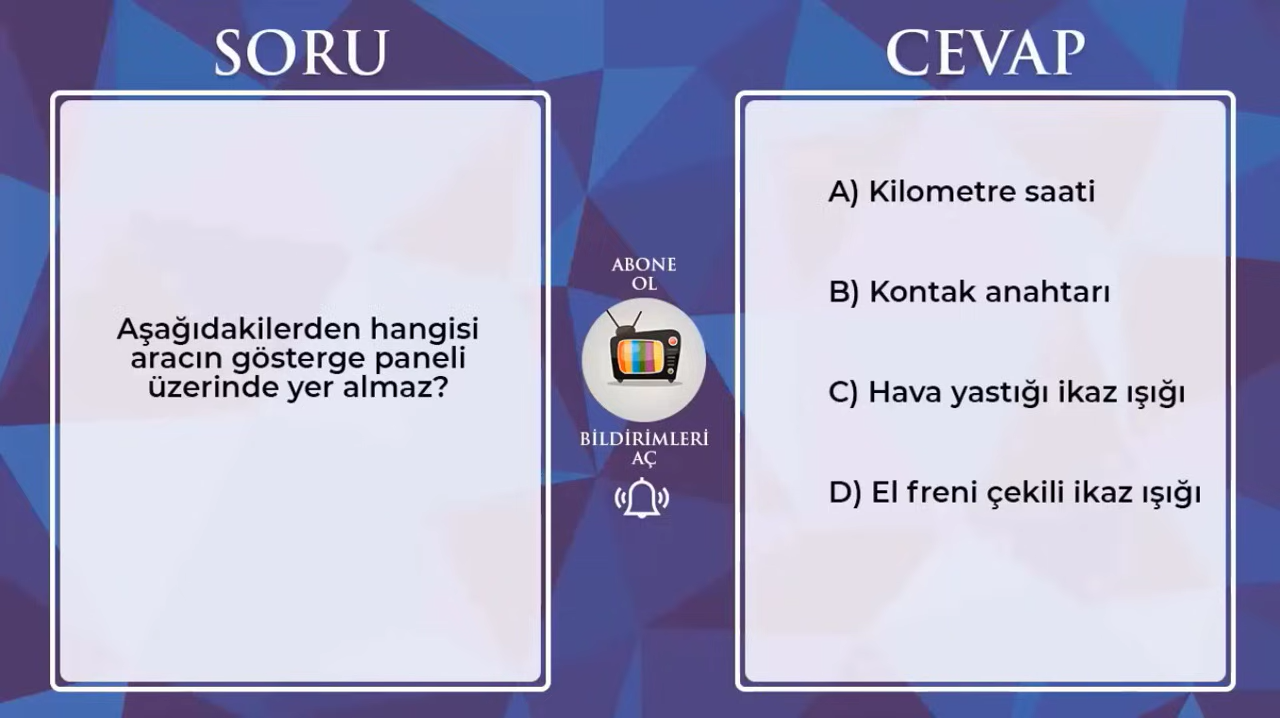 SORU
Aşağıdakilerden hangisi
aracın gösterge paneli
üzerinde yer almaz?
ABONE
OL
BİLDİRİMLERİ
AÇ
CEVAP
A) Kilometre saati
B) Kontak anahtarı
C) Hava yastığı ikaz ışığı
D) El freni çekili ikaz ışığı